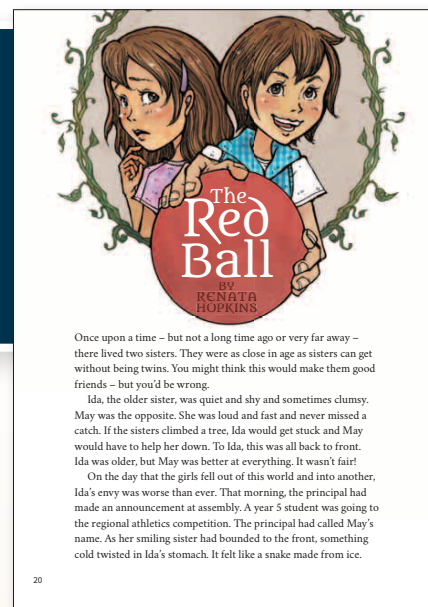 The
Red
Ball
BY
RENATA
HOPKINS
Once upon a time – but not a long time ago or very far away –
there lived two sisters. They were as close in age as sisters can get
without being twins. You might think this would make them good
friends – but you’d be wrong.
Ida, the older sister, was quiet and shy and sometimes clumsy.
May was the opposite. She was loud and fast and never missed a
catch. If the sisters climbed a tree, Ida would get stuck and May
would have to help her down. To Ida, this was all back to front.
Ida was older, but May was better at everything. It wasn’t fair!
On the day that the girls fell out of this world and into another,
Ida’s envy was worse than ever. That morning, the principal had
made an announcement at assembly. A year 5 student was going to
the regional athletics competition. The principal had called May’s
name. As her smiling sister had bounded to the front, something
cold twisted in Ida’s stomach. It felt like a snake made from ice.
20